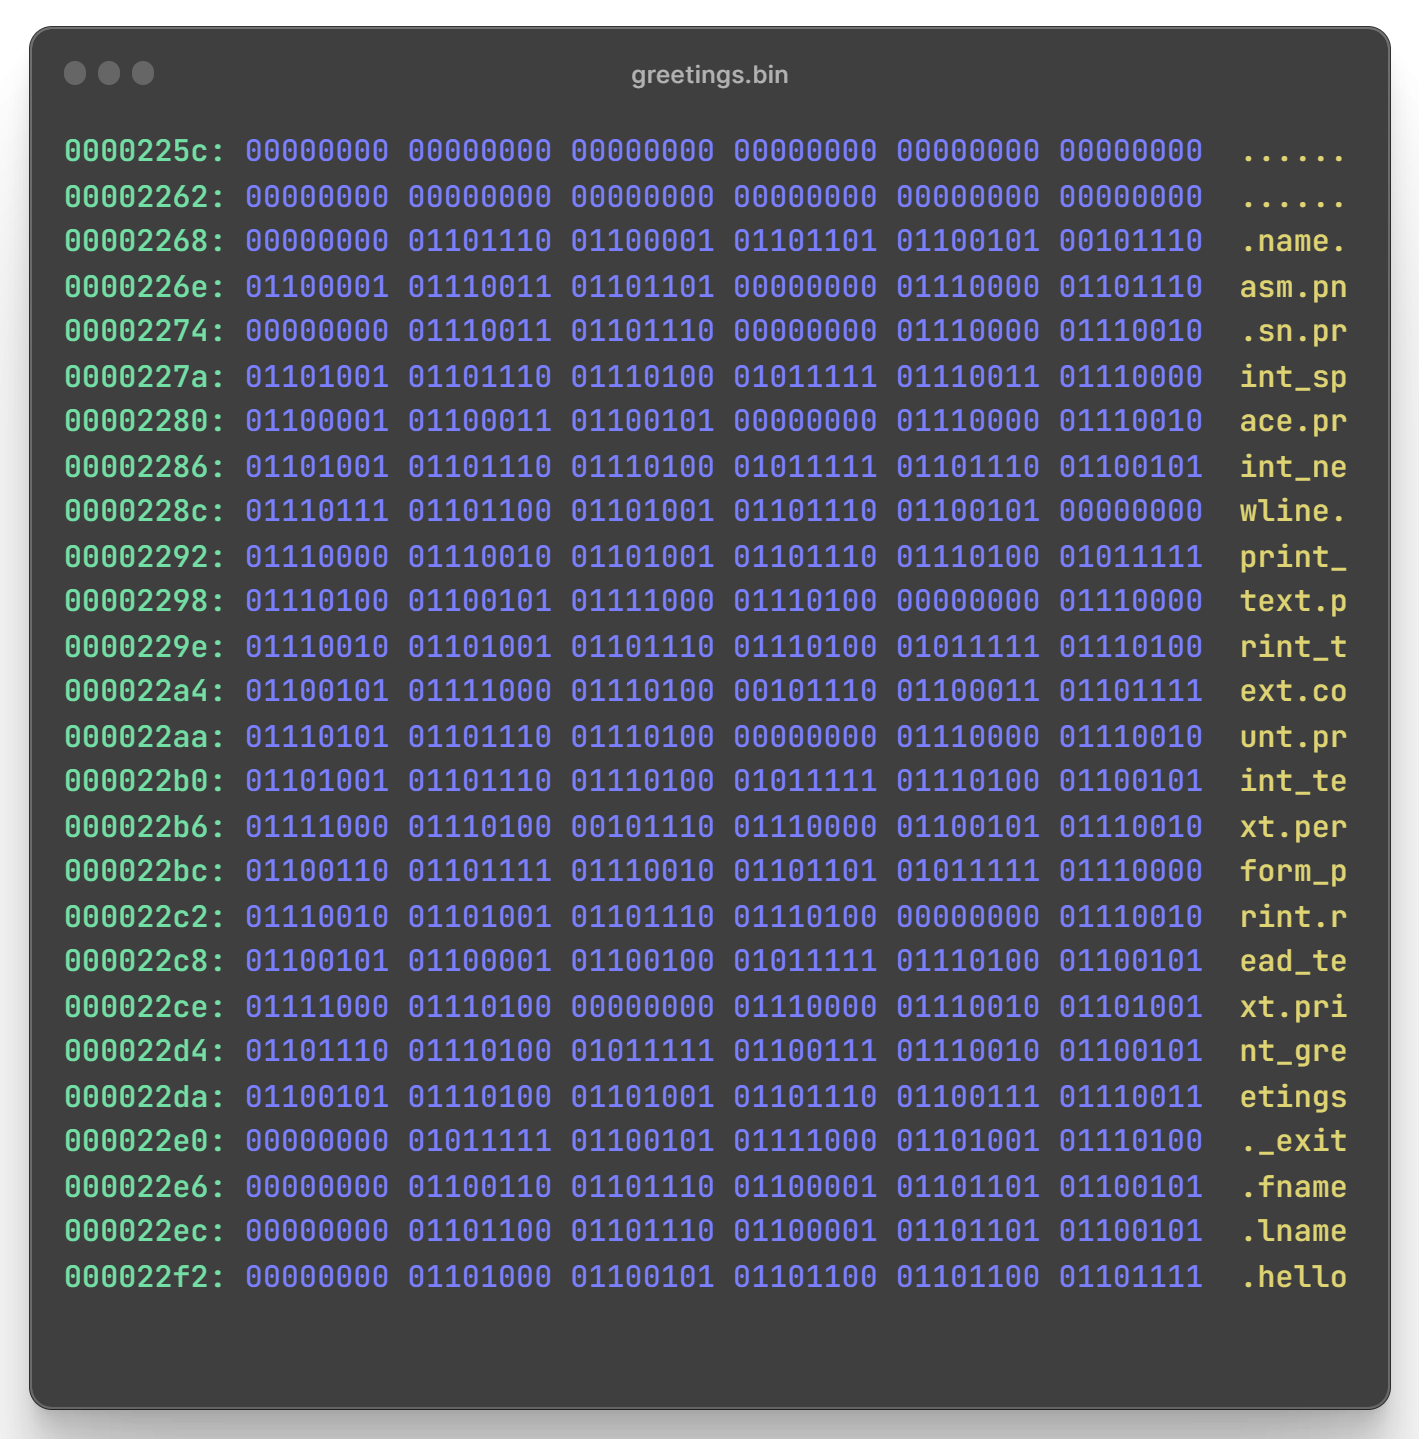 greetings.bin
0000225c: 00000000 00000000 00000000 00000000 00000000 00000000  ......
00002262: 00000000 00000000 00000000 00000000 00000000 00000000  ......
00002268: 00000000 01101110 01100001 01101101 01100101 00101110  .name.
0000226e: 01100001 01110011 01101101 00000000 01110000 01101110  asm.pn
00002274: 00000000 01110011 01101110 00000000 01110000 01110010  .sn.pr
0000227a: 01101001 01101110 01110100 01011111 01110011 01110000  int_sp
00002280: 01100001 01100011 01100101 00000000 01110000 01110010  ace.pr
00002286: 01101001 01101110 01110100 01011111 01101110 01100101  int_ne
0000228c: 01110111 01101100 01101001 01101110 01100101 00000000  wline.
00002292: 01110000 01110010 01101001 01101110 01110100 01011111  print_
00002298: 01110100 01100101 01111000 01110100 00000000 01110000  text.p
0000229e: 01110010 01101001 01101110 01110100 01011111 01110100  rint_t
000022a4: 01100101 01111000 01110100 00101110 01100011 01101111  ext.co
000022aa: 01110101 01101110 01110100 00000000 01110000 01110010  unt.pr
000022b0: 01101001 01101110 01110100 01011111 01110100 01100101  int_te
000022b6: 01111000 01110100 00101110 01110000 01100101 01110010  xt.per
000022bc: 01100110 01101111 01110010 01101101 01011111 01110000  form_p
000022c2: 01110010 01101001 01101110 01110100 00000000 01110010  rint.r
000022c8: 01100101 01100001 01100100 01011111 01110100 01100101  ead_te
000022ce: 01111000 01110100 00000000 01110000 01110010 01101001  xt.pri
000022d4: 01101110 01110100 01011111 01100111 01110010 01100101  nt_gre
000022da: 01100101 01110100 01101001 01101110 01100111 01110011  etings
000022e0: 00000000 01011111 01100101 01111000 01101001 01110100  ._exit
000022e6: 00000000 01100110 01101110 01100001 01101101 01100101  .fname
000022ec: 00000000 01101100 01101110 01100001 01101101 01100101  .lname
000022f2: 00000000 01101000 01100101 01101100 01101100 01101111  .hello